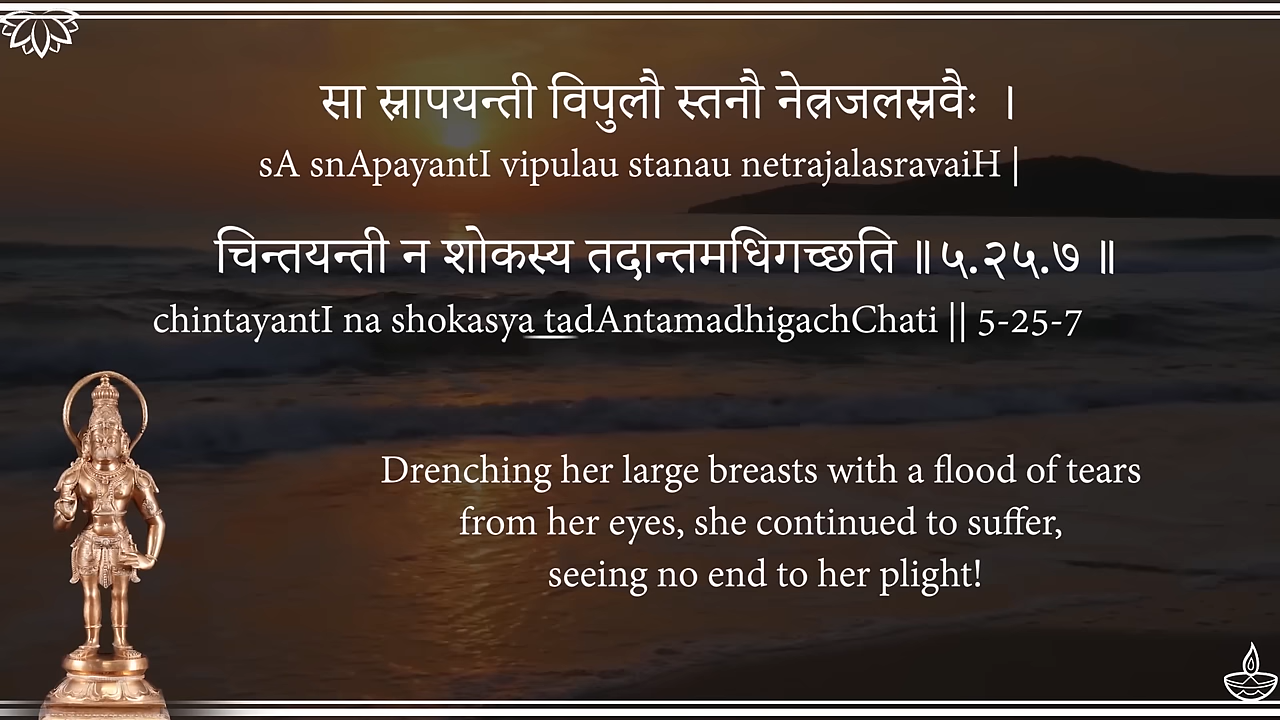 सा स्नापयन्ती विपुलौ स्तनौ नेत्रजलस्रवैः ।
sA snApayantI vipulau stanau netrajalasravaiH |
चिन्तयन्ती न शोकस्य तदान्तमधिगच्छति ॥५.२५.७ ॥
chintayantI na shokasya tadAntamadhigachChati || 5-25-7
Drenching her large breasts with a flood of tears
from her eyes, she continued to suffer,
seeing no end to her plight!